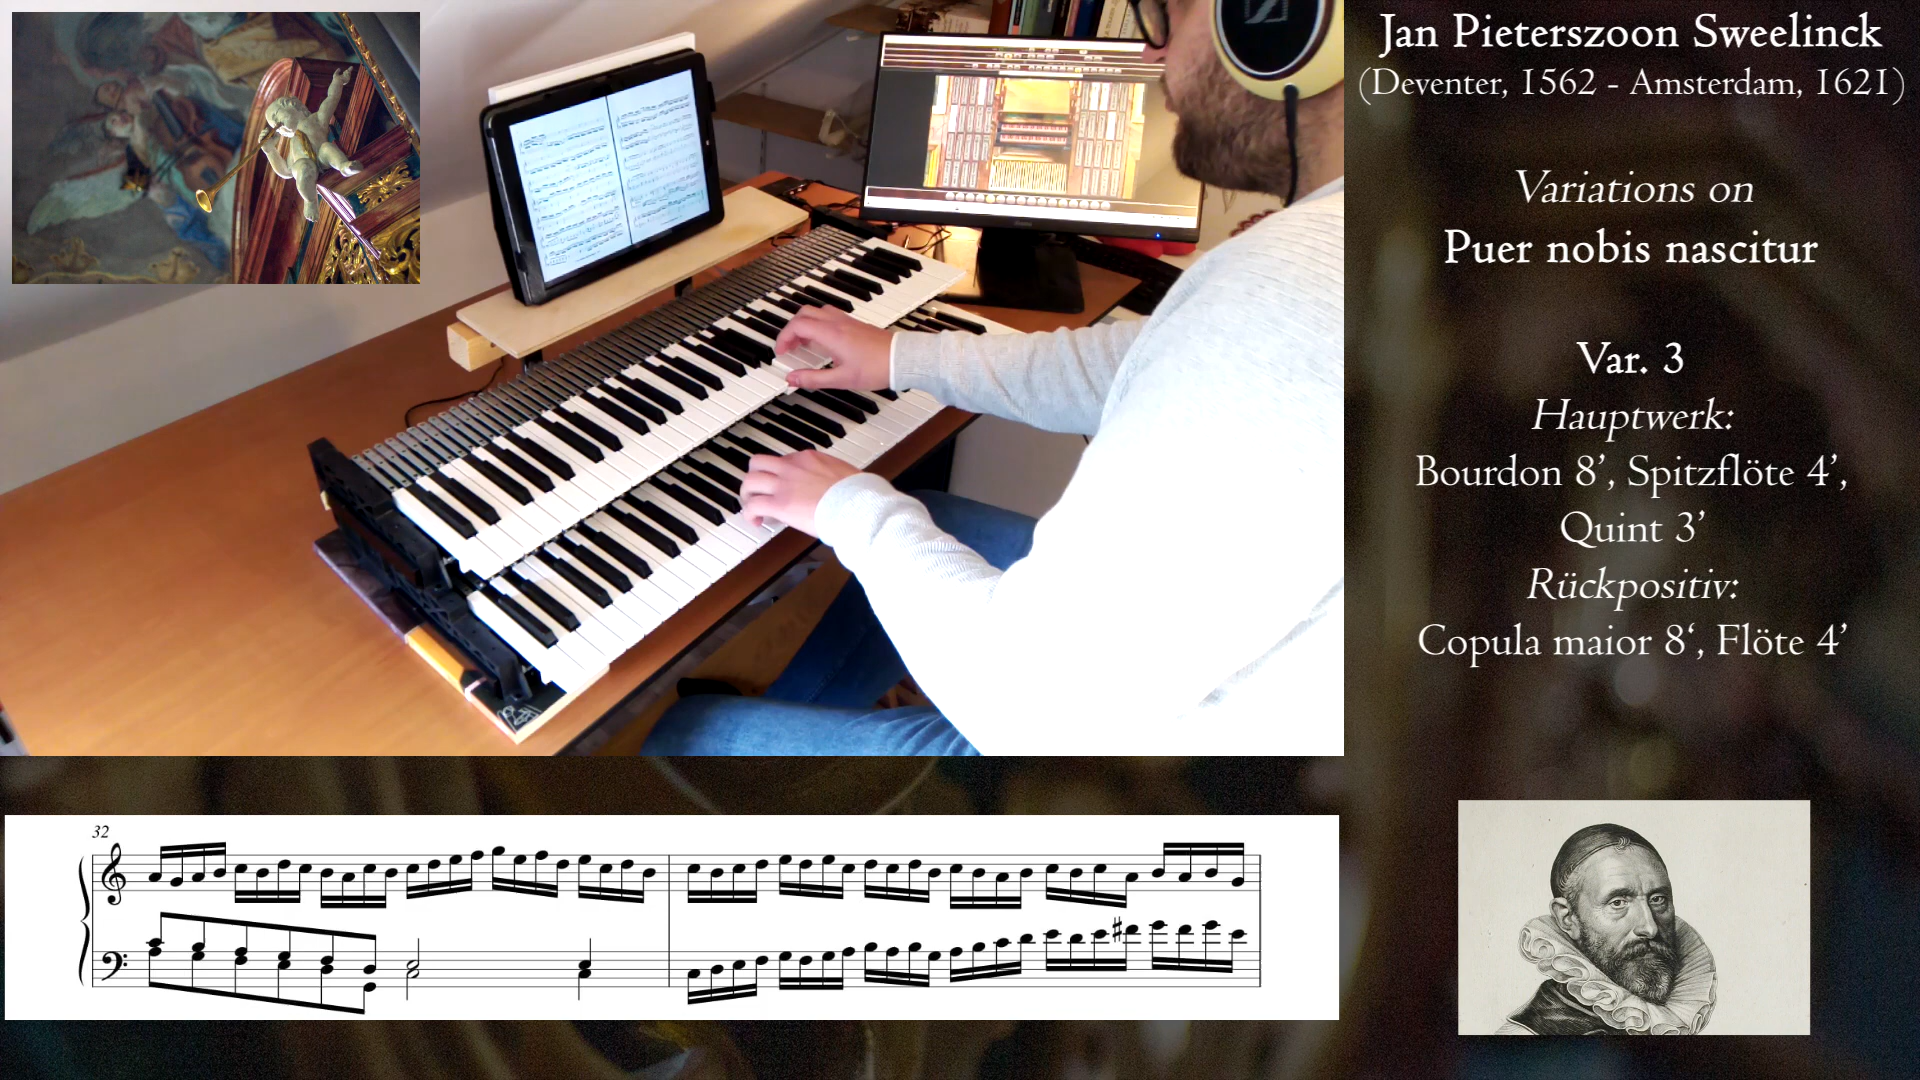 Jan Pieterszoon Sweelinck
(Deventer, 1562 - Amsterdam, 1621)
Variations on
Puer nobis nascitur
Var. 3
Hauptwerk:
Bourdon 8’, Spitzflöte 4’,
Quint 3’
Rückpositiv:
Copula maior 8‘, Flöte 4’
32